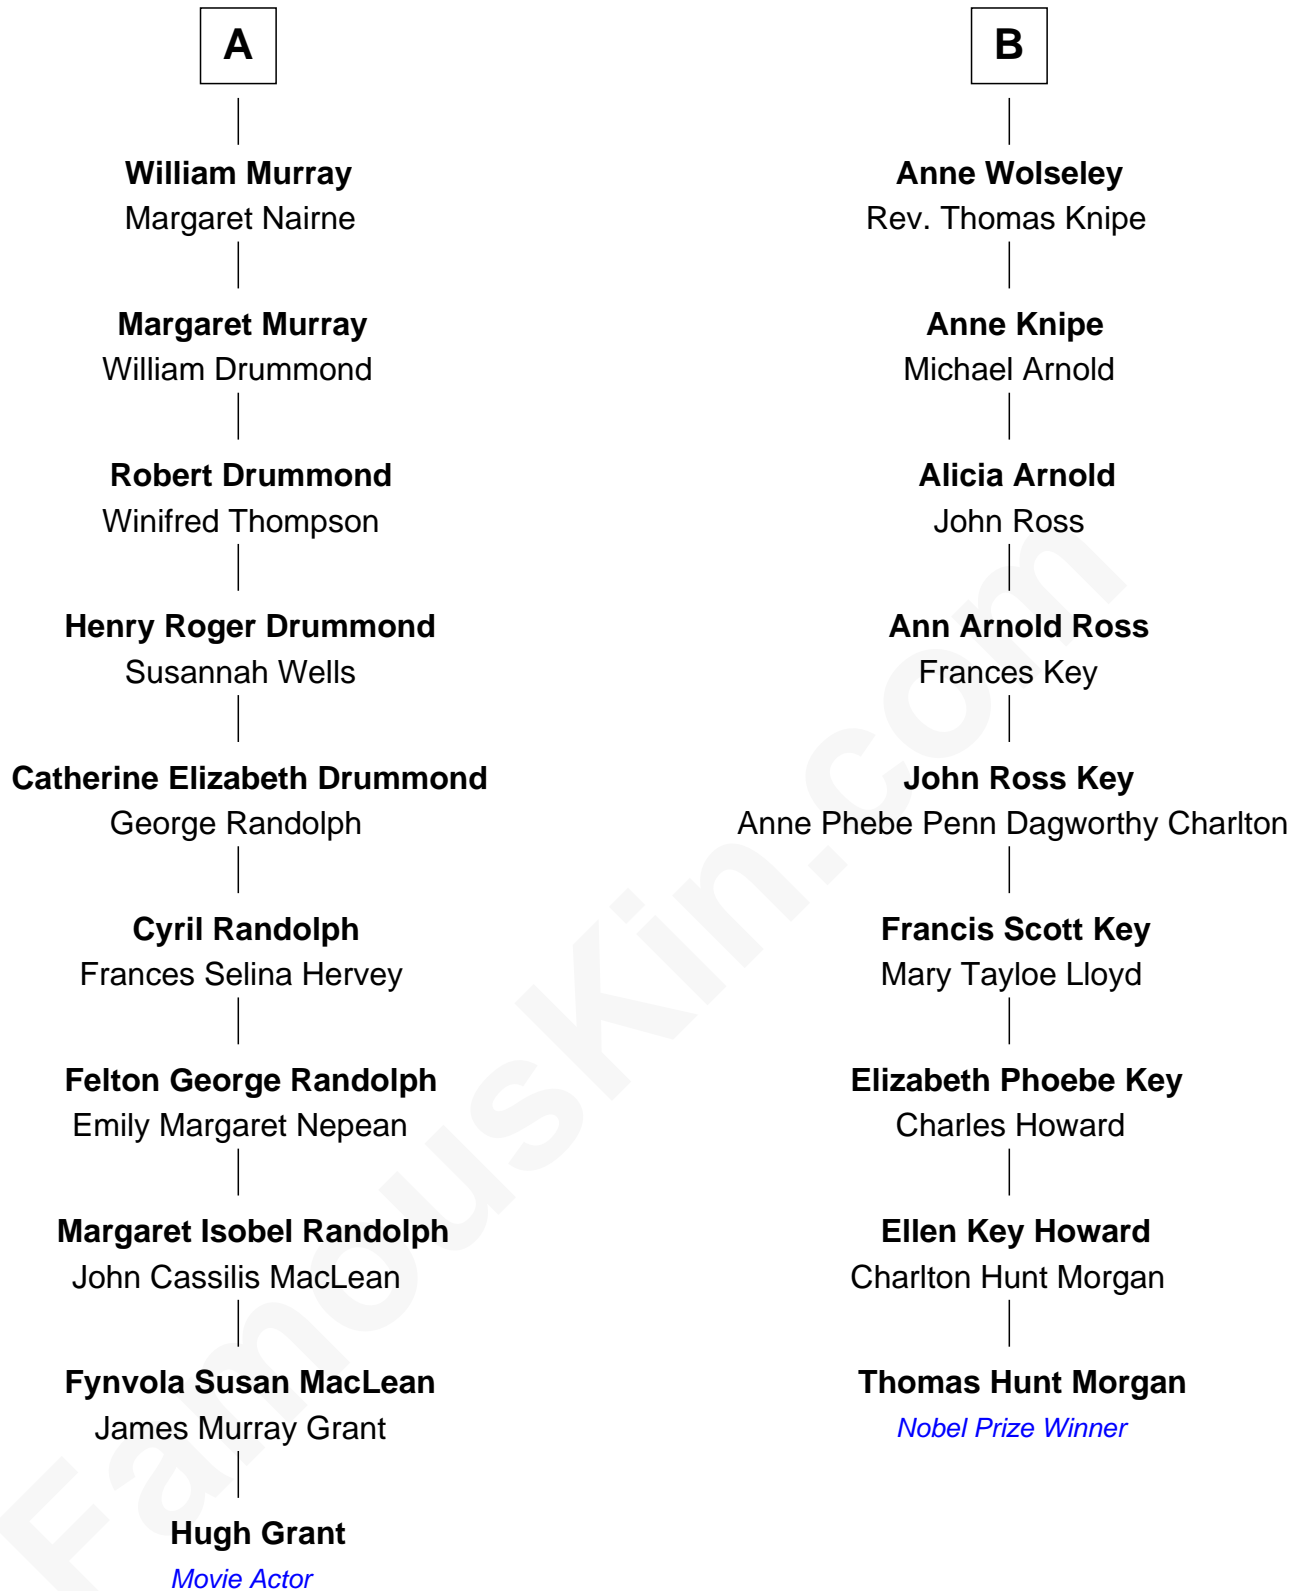 A
William Murray
Margaret Nairne
Margaret Murray
William Drummond
Robert Drummond
Winifred Thompson
Henry Roger Drummond
Susannah Wells
Catherine Elizabeth Drummond
George Randolph
Cyril Randolph
Frances Selina Hervey
Felton George Randolph
Emily Margaret Nepean
Margaret Isobel Randolph
John Cassilis MacLean
Fynvola Susan MacLean
James Murray Grant
Hugh Grant
Movie Actor
B
Anne Wolseley
Rev. Thomas Knipe
Anne Knipe
Michael Arnold
Alicia Arnold
John Ross
Ann Arnold Ross
Frances Key
John Ross Key
Anne Phebe Penn Dagworthy Charlton
Francis Scott Key
Mary Tayloe Lloyd
Elizabeth Phoebe Key
Charles Howard
Ellen Key Howard
Charlton Hunt Morgan
Thomas Hunt Morgan
Nobel Prize Winner
FamousKin.com